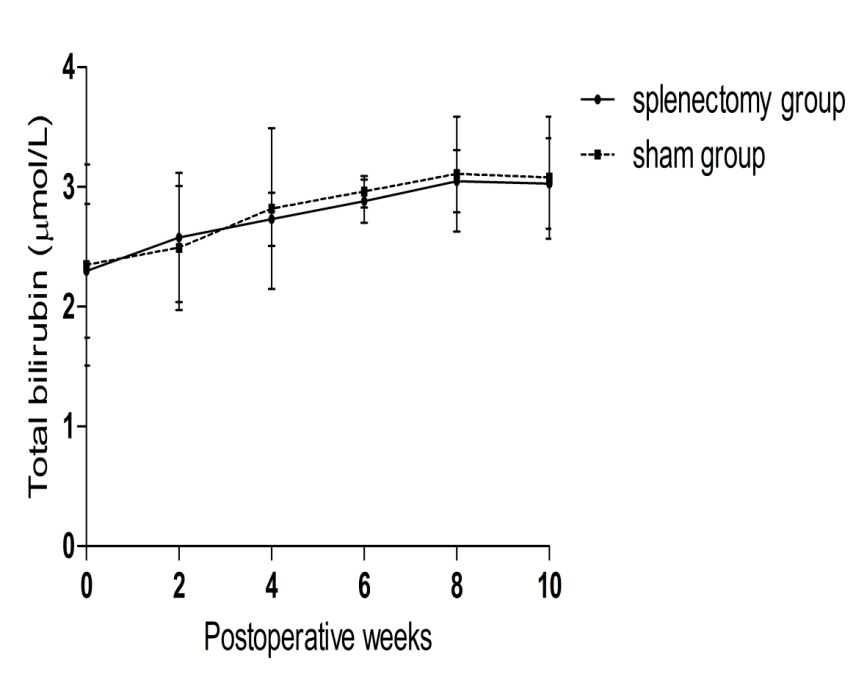 4
3
2
1
0
Total bilirubin (μmol/L)
0 2 4 6 8 10
Postoperative weeks
splenectomy group
sham group